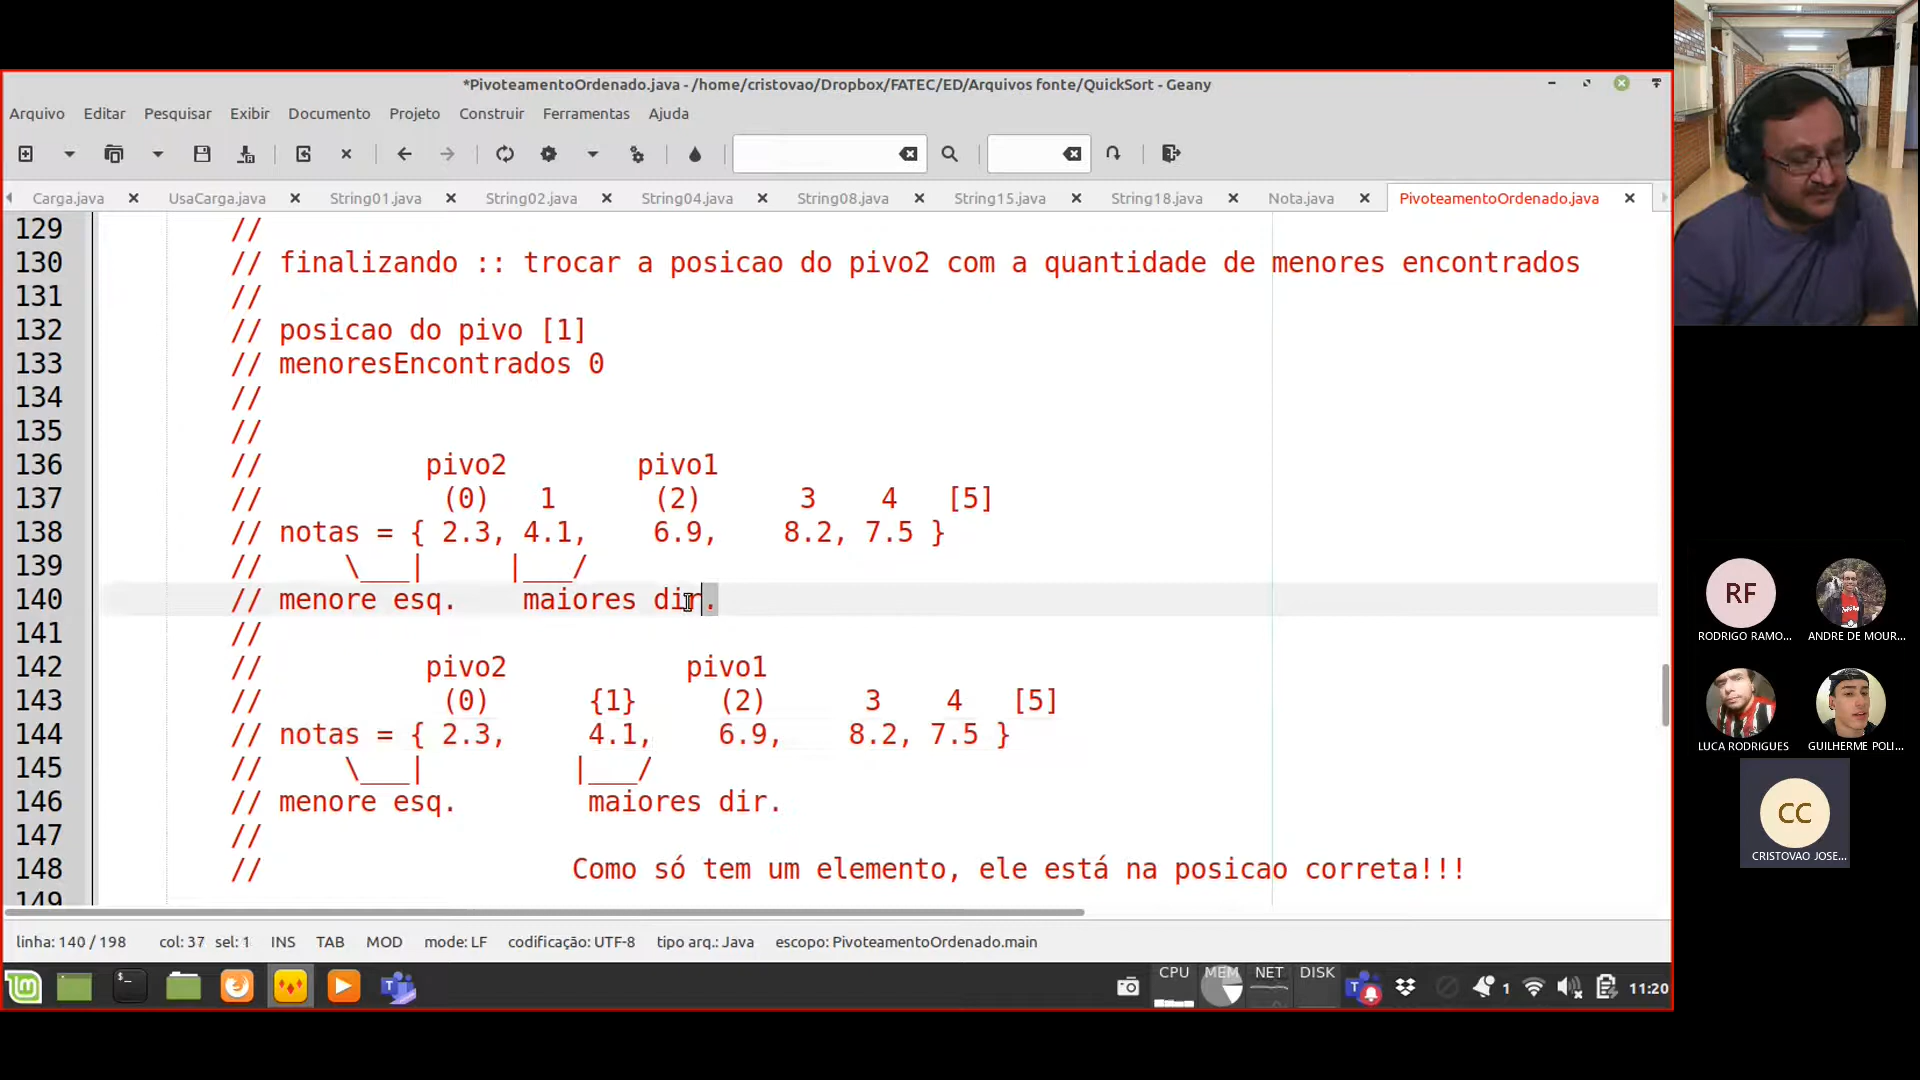 *PivoteamentoOrdenado.java - /home/cristovao/Dropbox/FATEC/ED/Arquivos fonte/QuickSort - Geany
Arquivo Editar Pesquisar Exibir Documento Projeto Construir Ferramentas Ajuda
Carga.java UsaCarga.java String01.java String02.java String04.java String08.java String15.java String18.java Nota.java PivoteamentoOrdenado.java
129 //
130 // finalizando :: trocar a posicao do pivo2 com a quantidade de menores encontrados
131 //
132 // posicao do pivo [1]
133 // menoresEncontrados 0
134 //
135 //
136 // pivo2 pivo1
137 // (0) 1 (2) 3 4 [5]
138 // notas = { 2.3, 4.1, 6.9, 8.2, 7.5 }
139 // \___| |___/
140 // menore esq. maiores dir.
141 //
142 // pivo2 pivo1
143 // (0) {1} (2) 3 4 [5]
144 // notas = { 2.3, 4.1, 6.9, 8.2, 7.5 }
145 // \___| |___/
146 // menore esq. maiores dir.
147 //
148 // Como só tem um elemento, ele está na posicao correta!!!
149
linha: 140 / 198 col: 37 sel: 1 INS TAB MOD mode: LF codificação: UTF-8 tipo arq.: Java escopo: PivoteamentoOrdenado.main
CPU MEM NET DISK 1 11:20
RF
RODRIGO RAMO... ANDRE DE MOUR...
LUCA RODRIGUES GUILHERME POLI...
CC
CRISTOVAO JOSE...